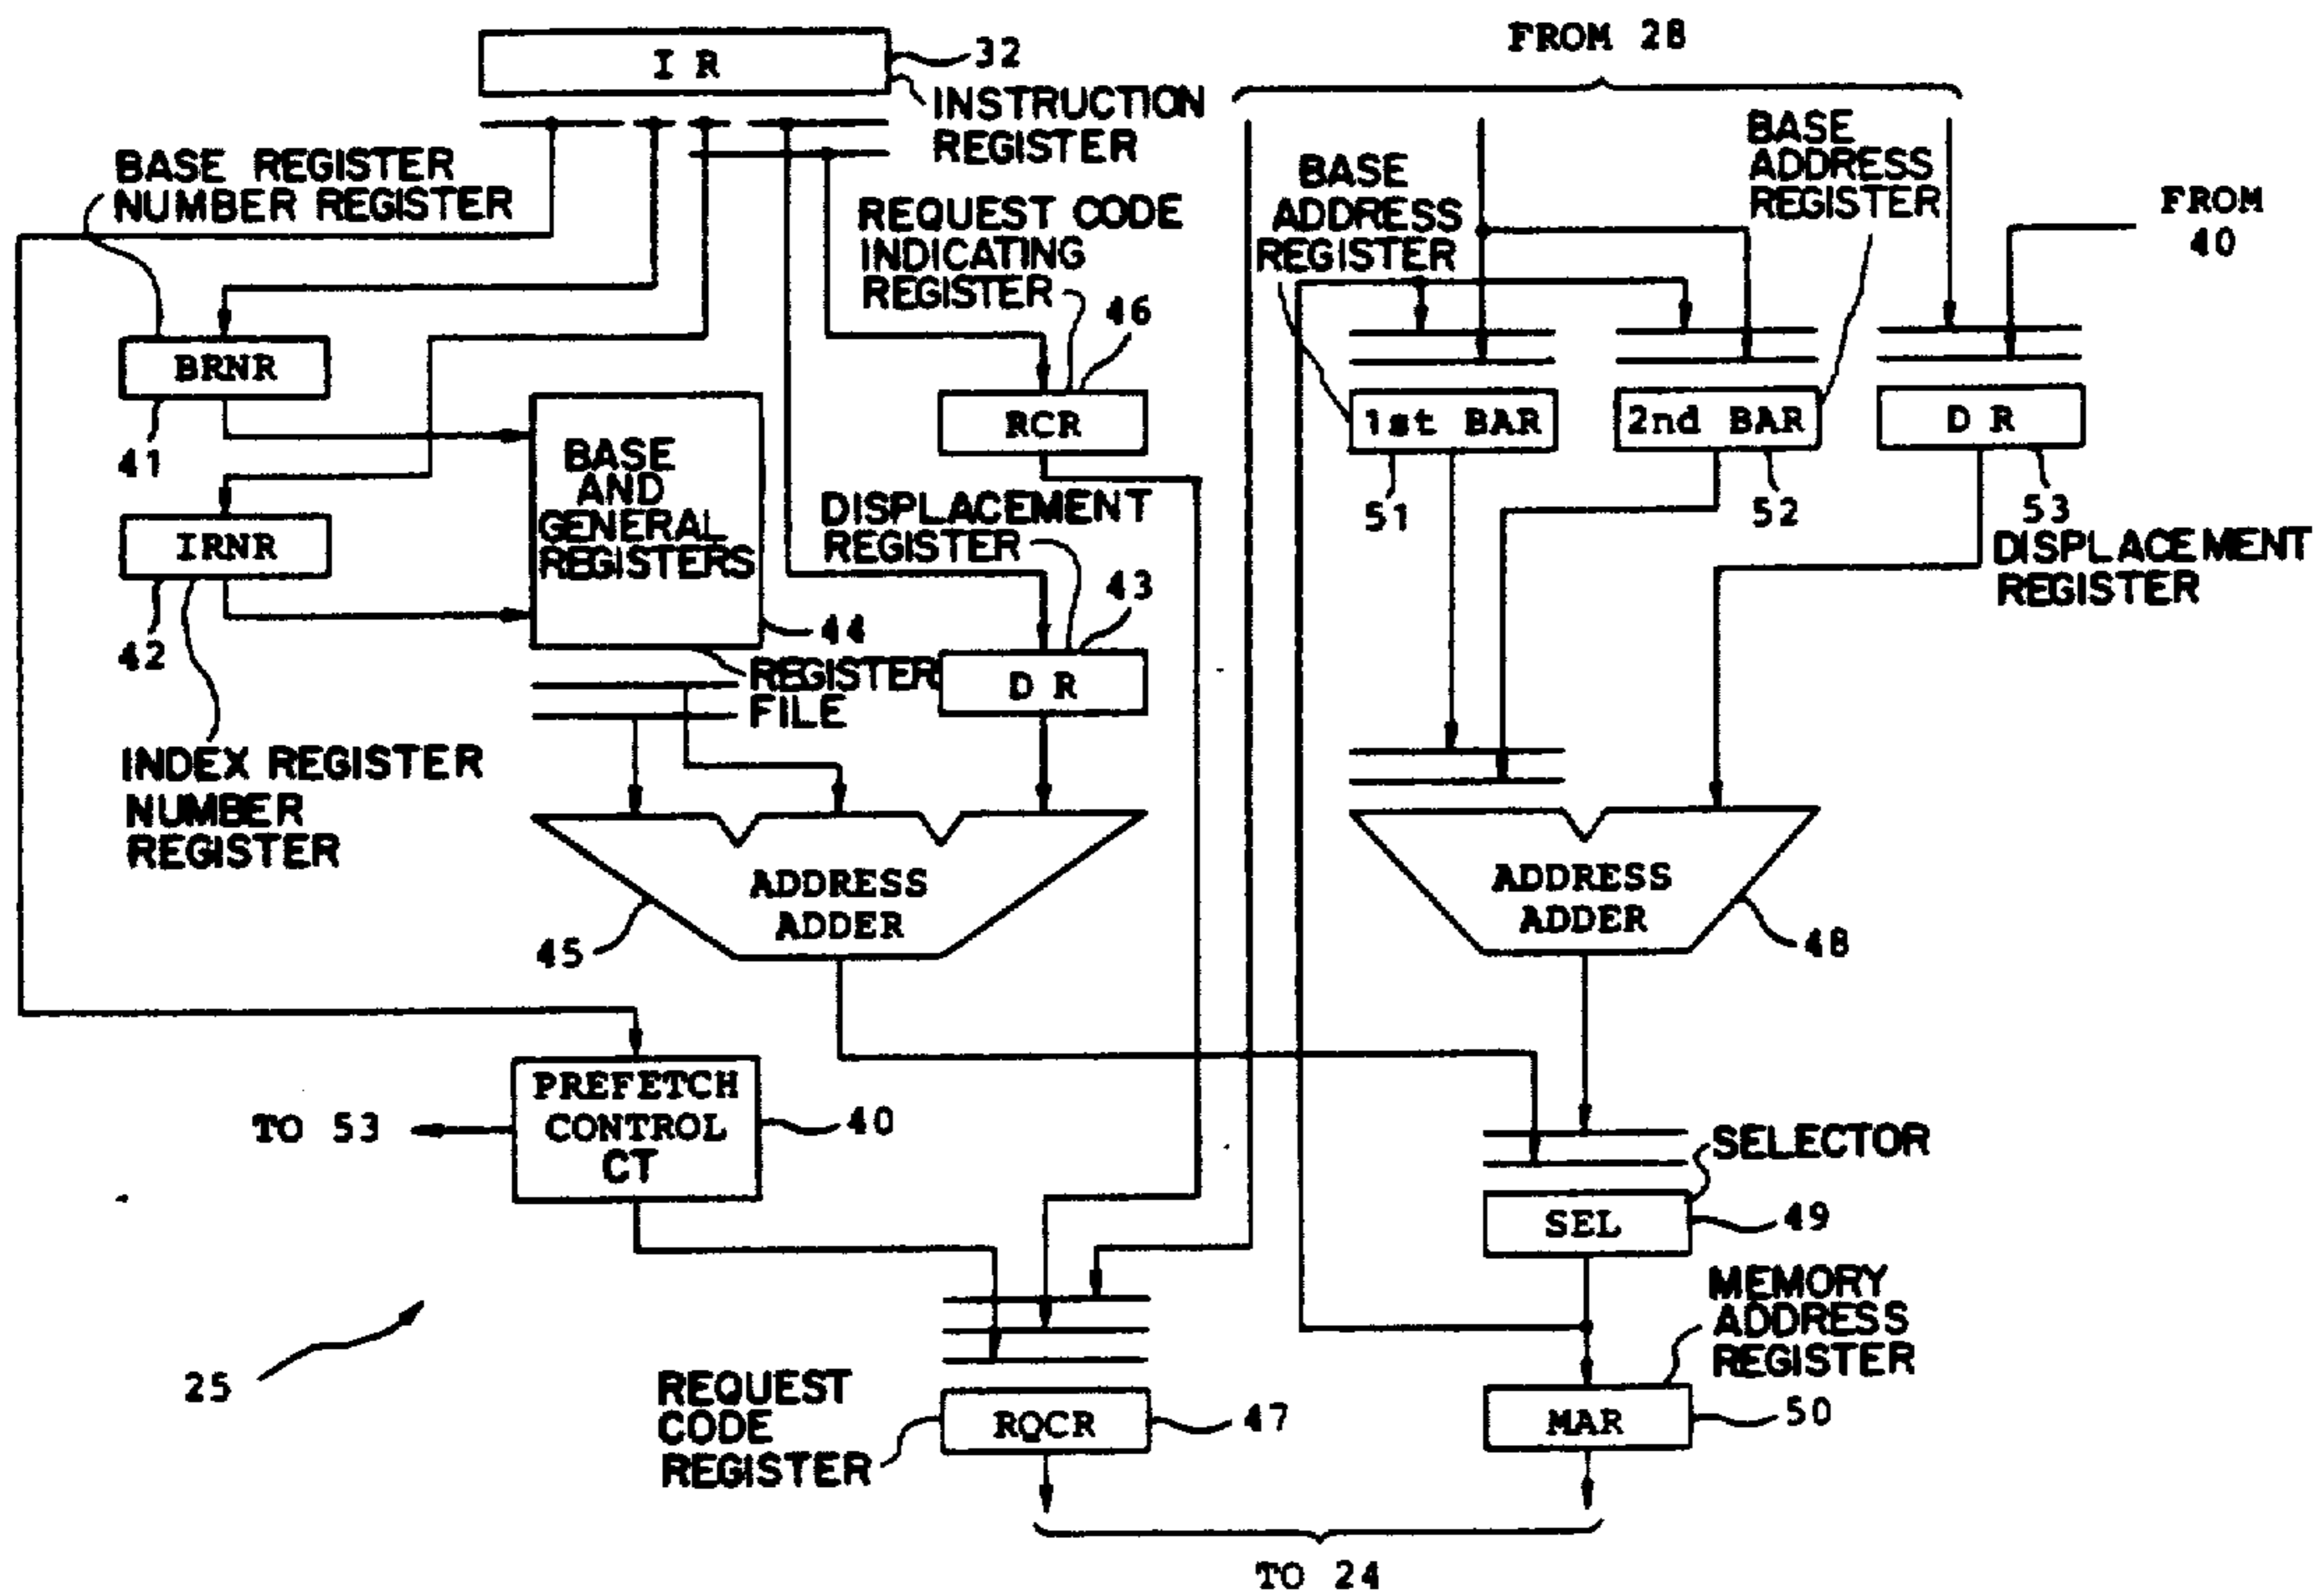 I R
32
INSTRUCTION
REGISTER
FROM 28
BASE REGISTER
NUMBER REGISTER
REQUEST CODE
INDICATING
REGISTER
46
BASE
ADDRESS
REGISTER
BASE
ADDRESS
REGISTER
FROM
40
BRNR
41
IRNR
42
BASE
AND
GENERAL
REGISTERS
44
REGISTER
FILE
RCR
DISPLACEMENT
REGISTER
43
D R
1st BAR
51
2nd BAR
52
D R
53
DISPLACEMENT
REGISTER
INDEX REGISTER
NUMBER
REGISTER
ADDRESS
ADDER
45
ADDRESS
ADDER
48
PREFETCH
CONTROL
CT
40
TO 53
SELECTOR
SEL
49
MEMORY
ADDRESS
REGISTER
MAR
50
25
REQUEST
CODE
REGISTER
RQCR
47
TO 24